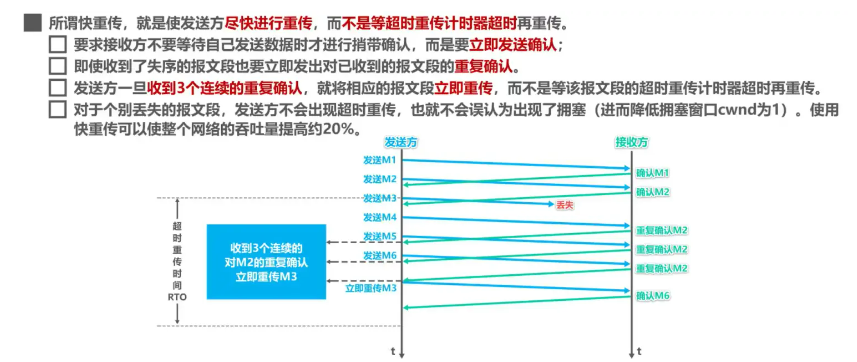 所谓快重传，就是使发送方尽快进行重传，而不是等超时重传计时器超时再重传。
要求接收方不要等待自己发送数据时才进行捎带确认，而是要立即发送确认；
即使收到了失序的报文段也要立即发出对已收到的报文段的重复确认。
发送方一旦收到3个连续的重复确认，就将相应的报文段立即重传，而不是等该报文段的超时重传计时器超时再重传。
对于个别丢失的报文段，发送方不会出现超时重传，也就不会误认为出现了拥塞（进而降低拥塞窗口cwnd为1）。使用
快重传可以使整个网络的吞吐量提高约20%。
发送方
接收方
发送M1
确认M1
发送M2
确认M2
发送M3
丢失
发送M4
重复确认M2
发送M5
重复确认M2
发送M6
重复确认M2
立即重传M3
确认M6
超时重传时间RTO
收到3个连续的
对M2的重复确认
立即重传M3
t
t